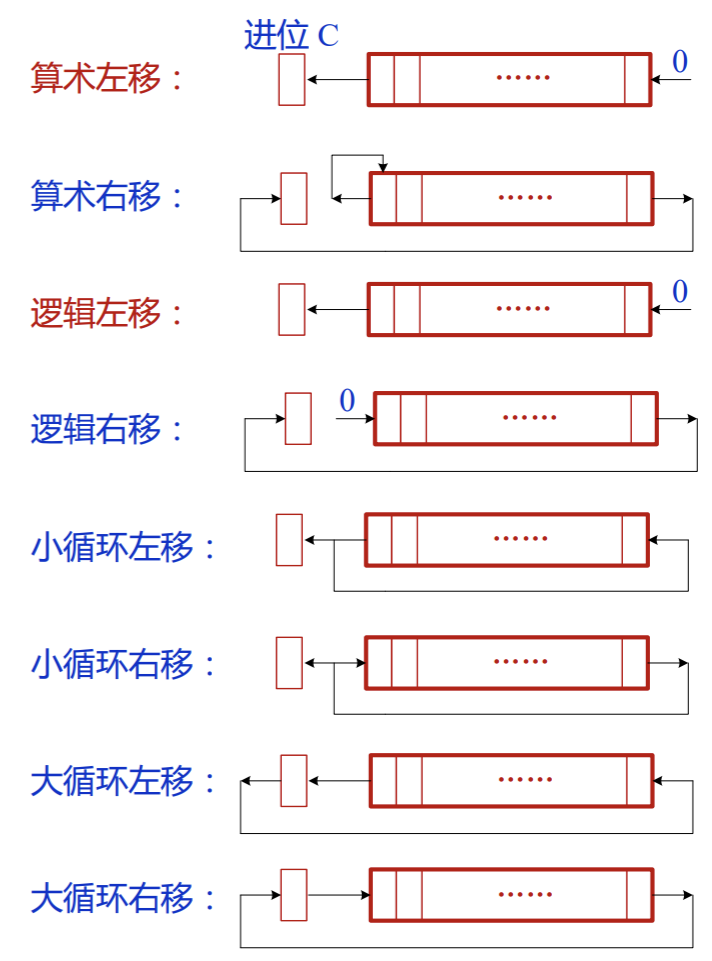 进位 C
算术左移：
……
0
算术右移：
……
逻辑左移：
……
0
逻辑右移：
0
……
小循环左移：
……
小循环右移：
……
大循环左移：
……
大循环右移：
……